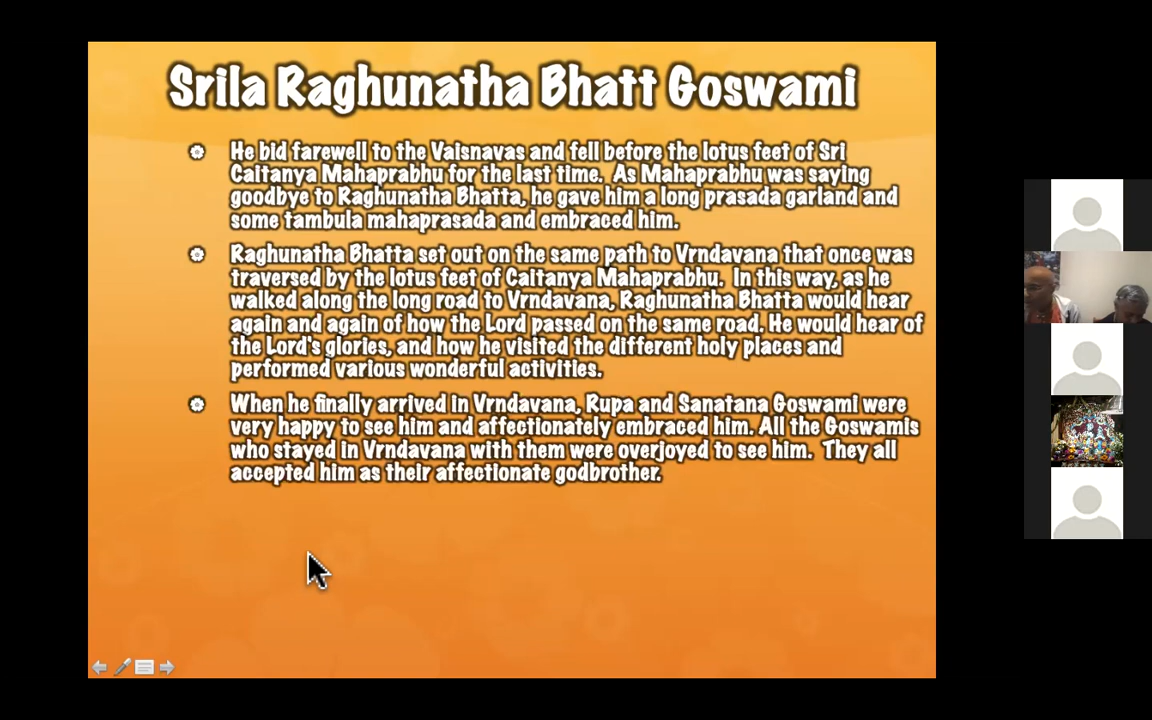 Srila Raghunatha Bhatt Goswami
He bid farewell to the Vaisnavas and fell before the lotus feet of Sri
Caitanya Mahaprabhu for the last time.  As Mahaprabhu was saying
goodbye to Raghunatha Bhatta, he gave him a long prasada garland and
some tambula mahaprasada and embraced him.
Raghunatha Bhatta set out on the same path to Vrndavana that once was
traversed by the lotus feet of Caitanya Mahaprabhu.  In this way, as he
walked along the long road to Vrndavana, Raghunatha Bhatta would hear
again and again of how the Lord passed on the same road. He would hear of
the Lord's glories, and how he visited the different holy places and
performed various wonderful activities.
When he finally arrived in Vrndavana, Rupa and Sanatana Goswami were
very happy to see him and affectionately embraced him. All the Goswamis
who stayed in Vrndavana with them were overjoyed to see him.  They all
accepted him as their affectionate godbrother.